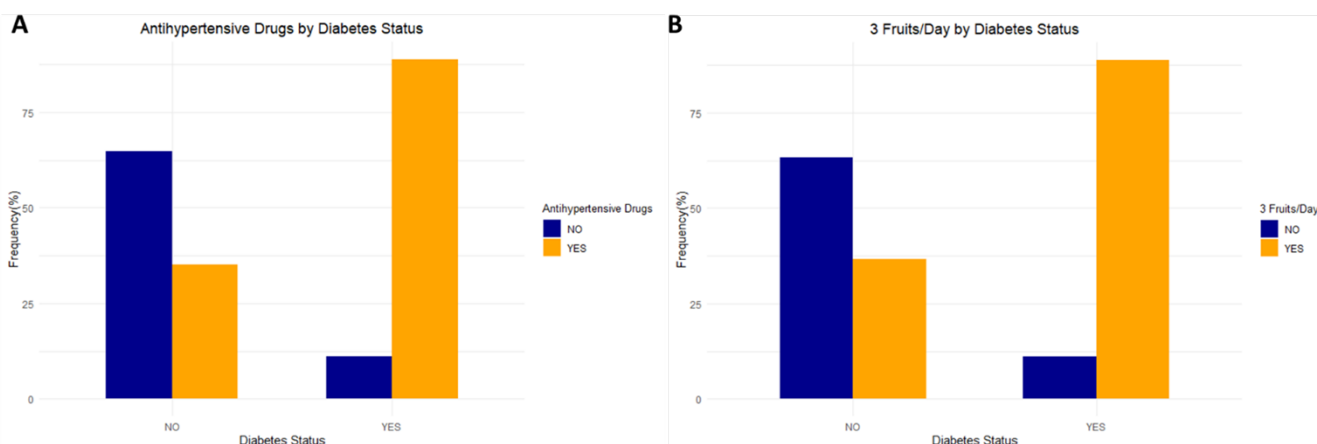 A
Antihypertensive Drugs by Diabetes Status
Frequency(%)
75
50
25
0
NO
YES
Diabetes Status
Antihypertensive Drugs
NO
YES
B
3 Fruits/Day by Diabetes Status
Frequency(%)
75
50
25
0
NO
YES
Diabetes Status
3 Fruits/Day
NO
YES